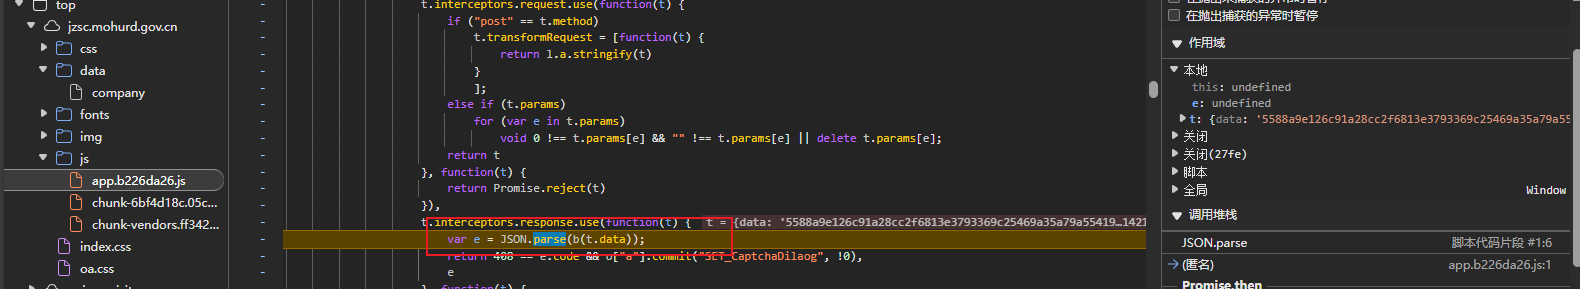 top
jzsc.mohurd.gov.cn
css
data
company
fonts
img
js
app.b226da26.js
chunk-6bf4d18c.05c...
chunk-vendors.ff342...
index.css
oa.css
t.interceptors.request.use(function(t) {
if ("post" == t.method)
t.transformRequest = [function(t) {
return l.a.stringify(t)
}
];
else if (t.params)
for (var e in t.params)
void 0 !== t.params[e] && "" !== t.params[e] || delete t.params[e];
return t
}, function(t) {
return Promise.reject(t)
}),
t.interceptors.response.use(function(t) { t = {data: '5588a9e126c91a28cc2f6813e3793369c25469a35a79a55419…1421
var e = JSON.parse(b(t.data));
return 408 == e.code && o["a"].commit("SET_CaptchaDilaog", !0),
e
在抛出捕获的异常时暂停
作用域
本地
this: undefined
e: undefined
t: {data: '5588a9e126c91a28cc2f6813e3793369c25469a35a79a55
关闭
关闭(27fe)
脚本
全局 Window
调用堆栈
JSON.parse 脚本代码片段 #1:6
(匿名) app.b226da26.js:1
Promise.then